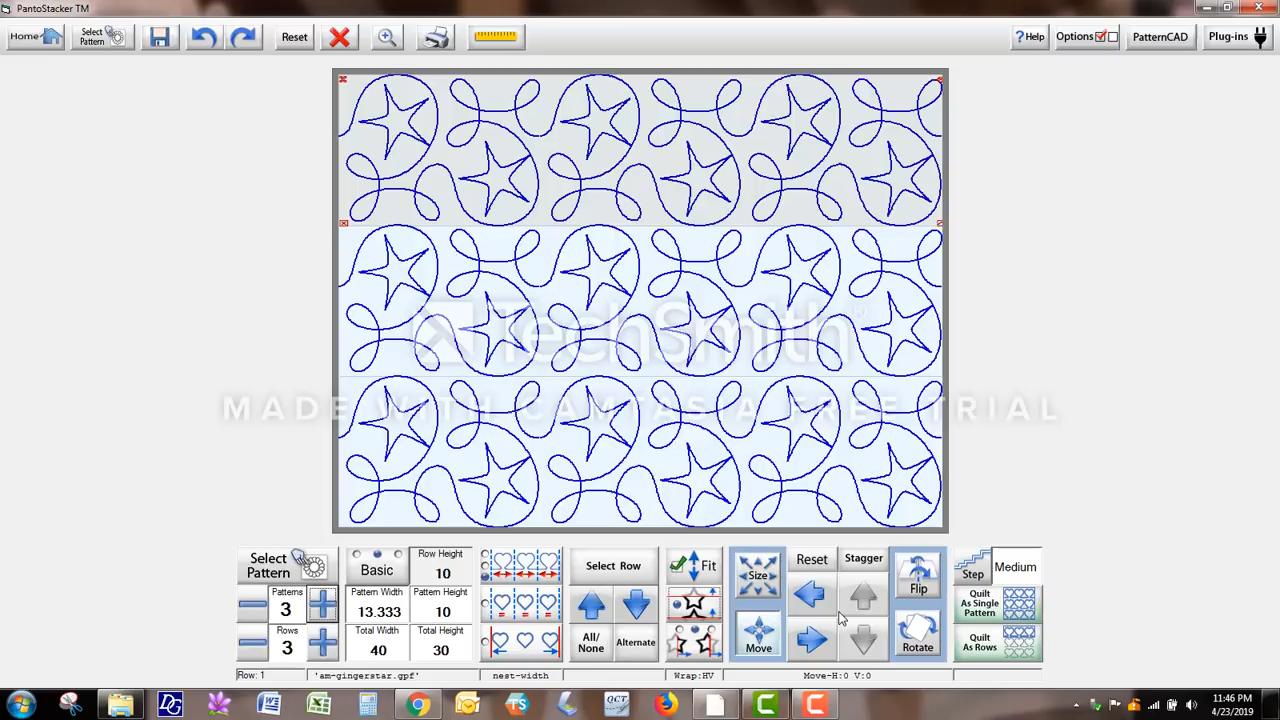 PantoStacker TM
Home
Select
Pattern
Reset
?Help
Options
PatternCAD
Plug-ins
TechSmith®
MADE WITH CAMTASIA FREE TRIAL
Select
Pattern
Basic
Row Height
10
Select Row
Fit
Size
Reset
Stagger
Flip
Step
Medium
Patterns
3
Pattern Width
13.333
Pattern Height
10
Quilt
As Single
Pattern
Rows
3
Total Width
40
Total Height
30
All/
None
Alternate
Move
Rotate
Quilt
As Rows
Row: 1
'am-gingerstar.gpf'
nest-width
Wrap:HV
Move-H:0 V:0
DG
TS
QCT
11:46 PM
4/23/2019